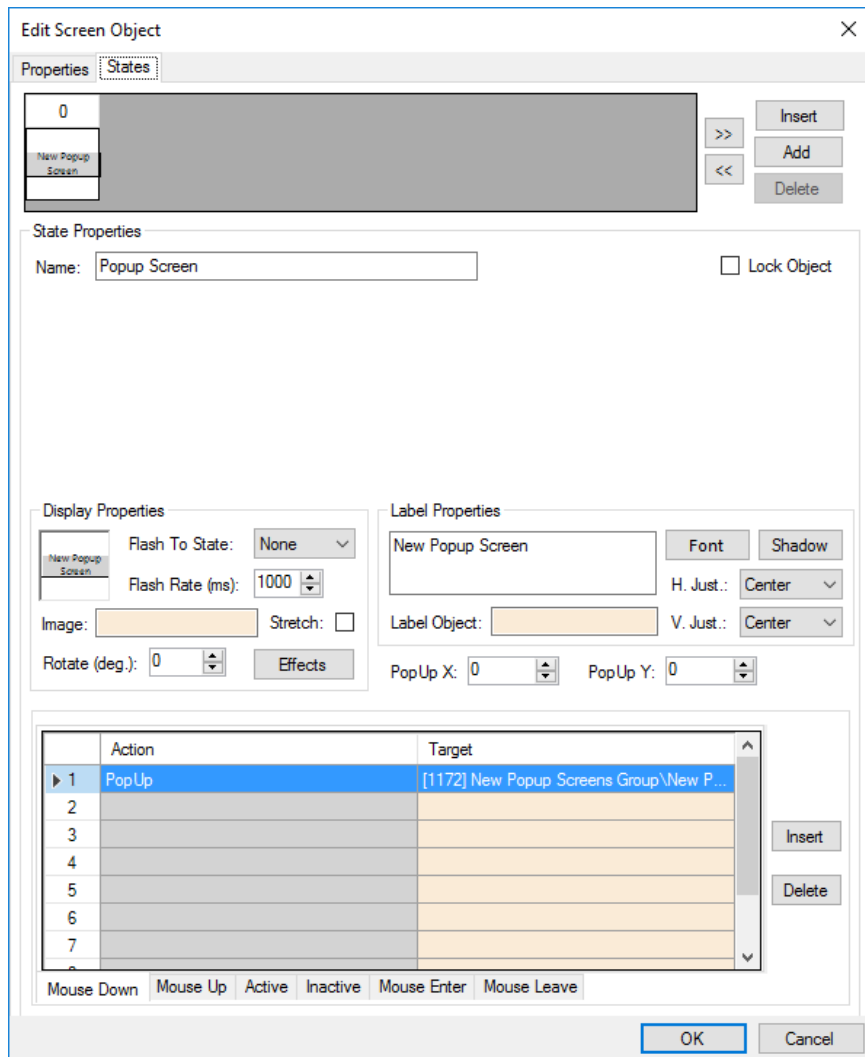 Edit Screen Object
Properties States
0
New Popup
Screen
>>
<<
Insert
Add
Delete
State Properties
Name: Popup Screen
Lock Object
Display Properties
New Popup
Screen
Flash To State: None
Flash Rate (ms): 1000
Image: Stretch:
Rotate (deg.): 0 Effects
Label Properties
New Popup Screen
Font Shadow
H. Just.: Center
Label Object: V. Just.: Center
PopUp X: 0 PopUp Y: 0
Action Target
1 PopUp [1172] New Popup Screens Group\New P...
2
3
4
5
6
7
Insert
Delete
Mouse Down Mouse Up Active Inactive Mouse Enter Mouse Leave
OK Cancel